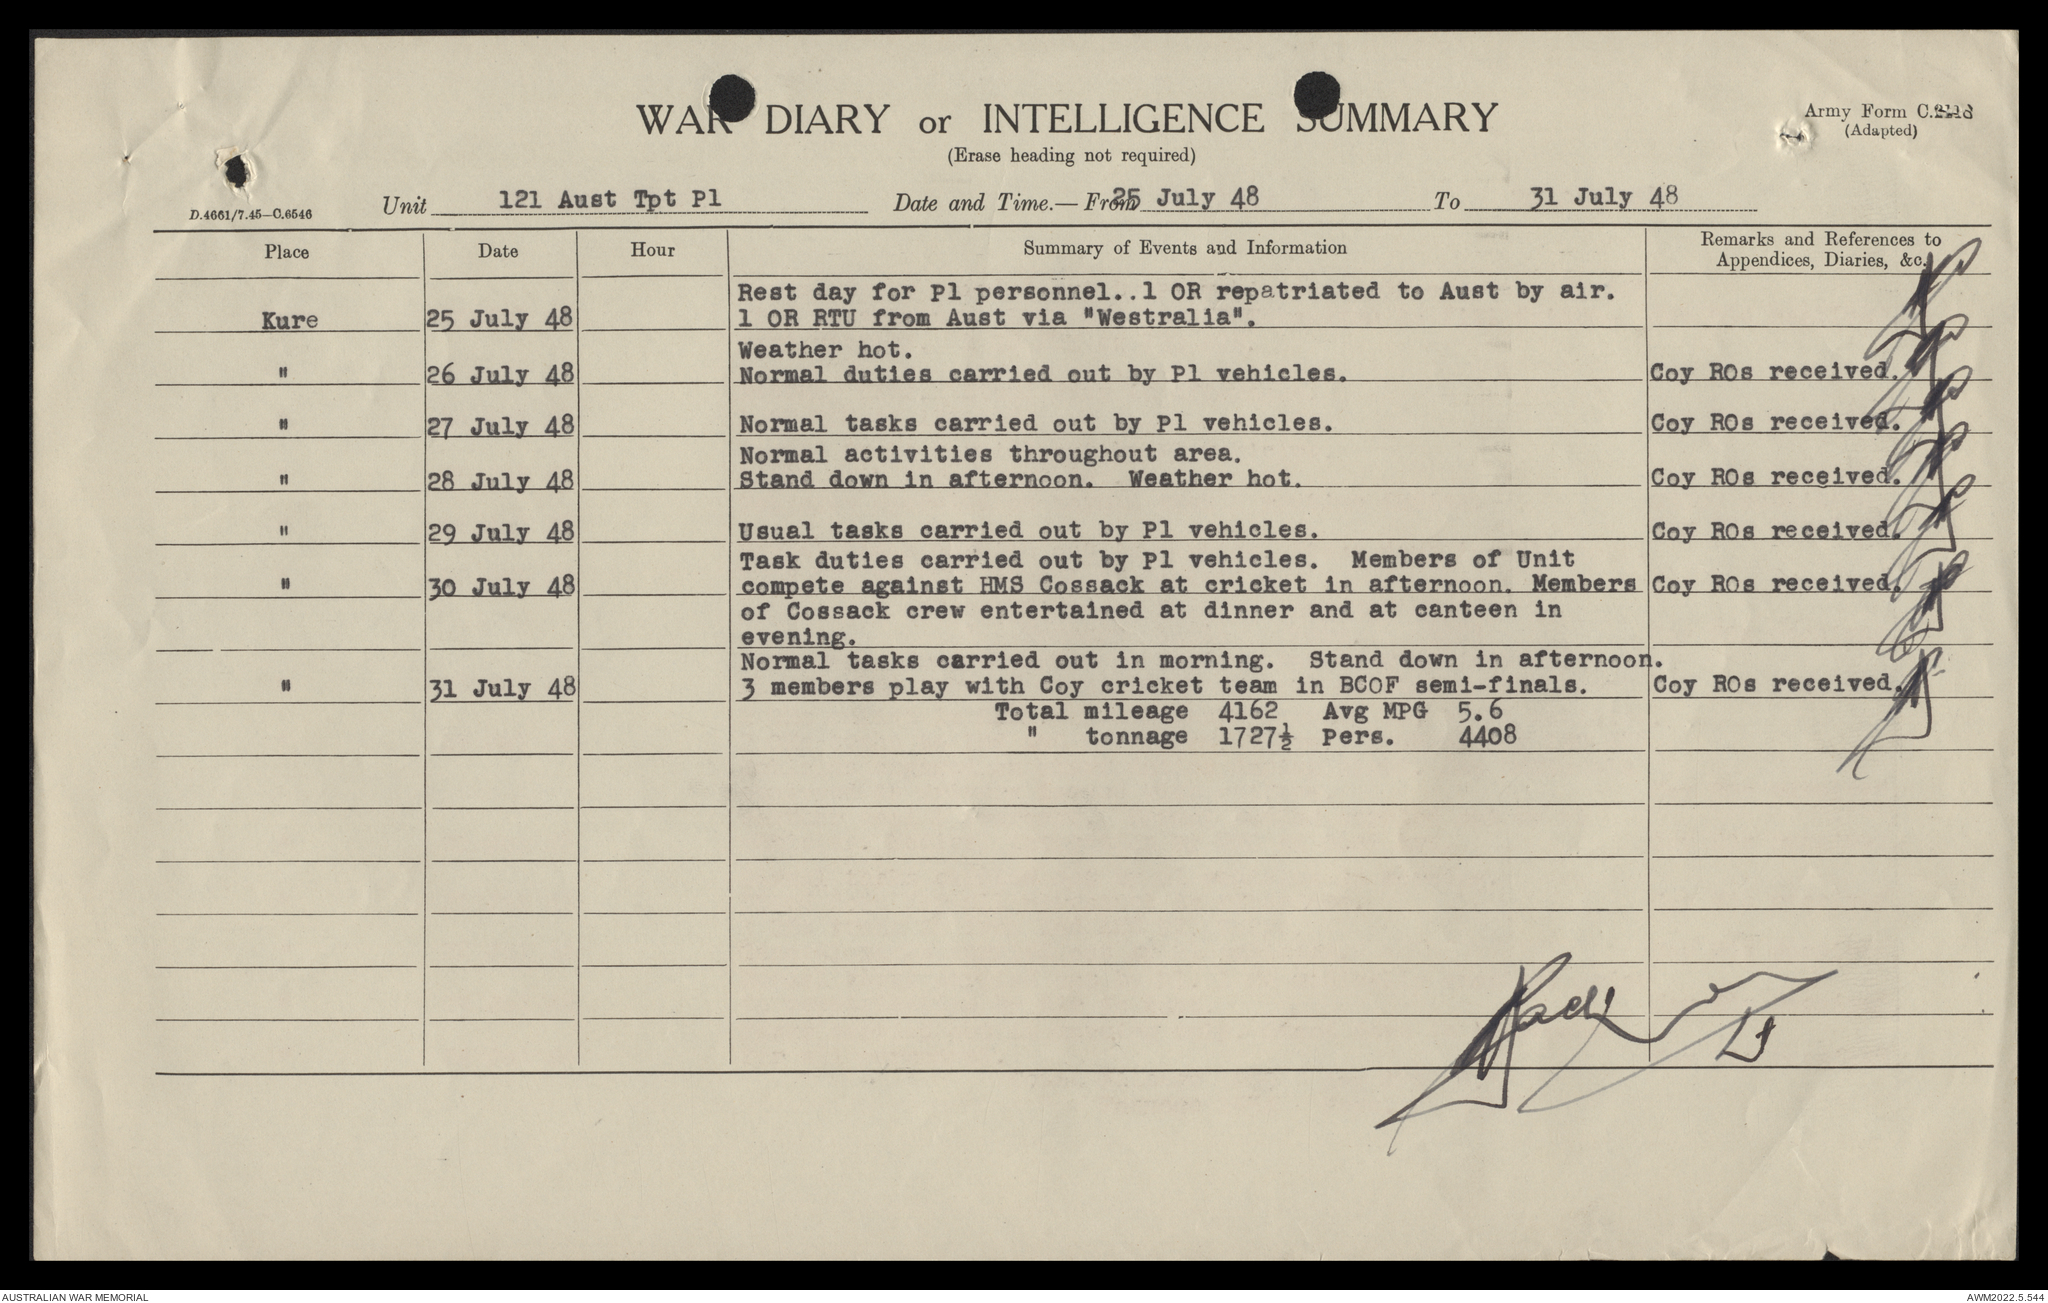 WAR DIARY or INTELLIGENCE SUMMARY
(Erase heading not required)
Army Form C.2118
(Adapted)
D.4661/7.45—C.6546
Unit 121 Aust Tpt Pl Date and Time.— From 25 July 48 To 31 July 48
Place Date Hour Summary of Events and Information Remarks and References to
Appendices, Diaries, &c.
Rest day for Pl personnel..1 OR repatriated to Aust by air.
Kure 25 July 48 1 OR RTU from Aust via "Westralia".
Weather hot.
" 26 July 48 Normal duties carried out by Pl vehicles. Coy ROs received.
" 27 July 48 Normal tasks carried out by Pl vehicles. Coy ROs received.
Normal activities throughout area.
" 28 July 48 Stand down in afternoon. Weather hot. Coy ROs received.
" 29 July 48 Usual tasks carried out by Pl vehicles. Coy ROs received.
Task duties carried out by Pl vehicles. Members of Unit
" 30 July 48 compete against HMS Cossack at cricket in afternoon. Members Coy ROs received.
of Cossack crew entertained at dinner and at canteen in
evening.
Normal tasks carried out in morning. Stand down in afternoon.
" 31 July 48 3 members play with Coy cricket team in BCOF semi-finals. Coy ROs received.
Total mileage 4162 Avg MPG 5.6
" tonnage 1727½ Pers. 4408
Lt
AUSTRALIAN WAR MEMORIAL AWM2022.5.544